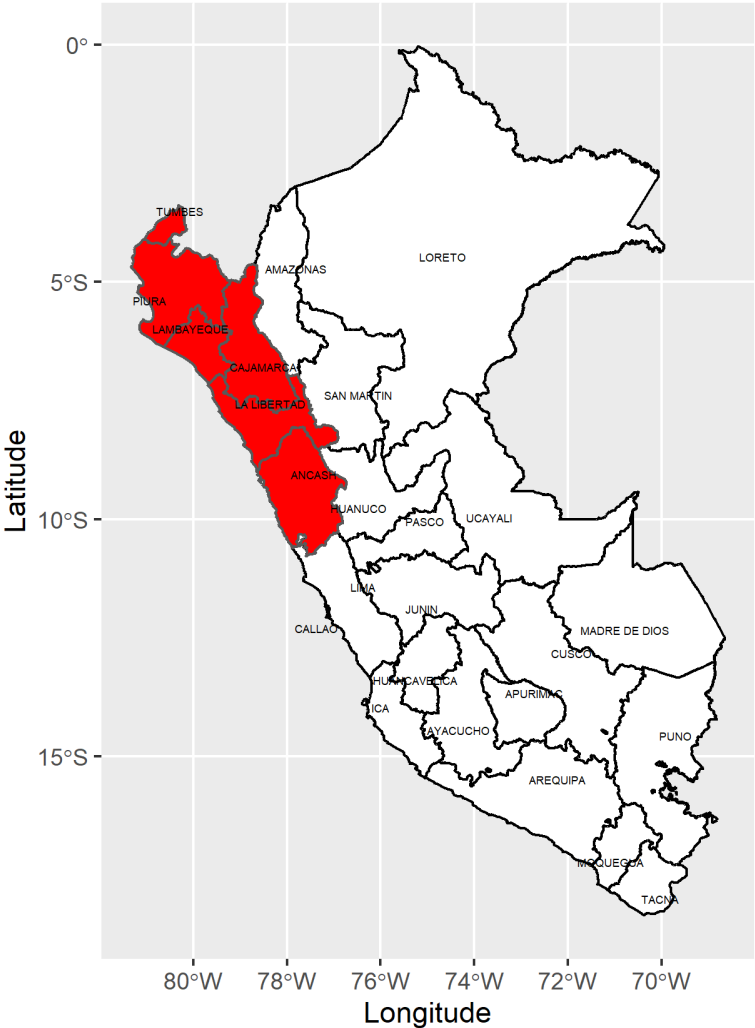 0°
TUMBES
LORETO
AMAZONAS
5°S
PIURA
LAMBAYEQUE
CAJAMARCA
SAN MARTIN
LA LIBERTAD
ANCASH
HUANUCO
10°S
PASCO
UCAYALI
LIMA
JUNIN
CALLAO
MADRE DE DIOS
CUSCO
HUANCAVELICA
APURIMAC
ICA
AYACUCHO
PUNO
15°S
AREQUIPA
MOQUEGUA
TACNA
80°W 78°W 76°W 74°W 72°W 70°W
Longitude
Latitude